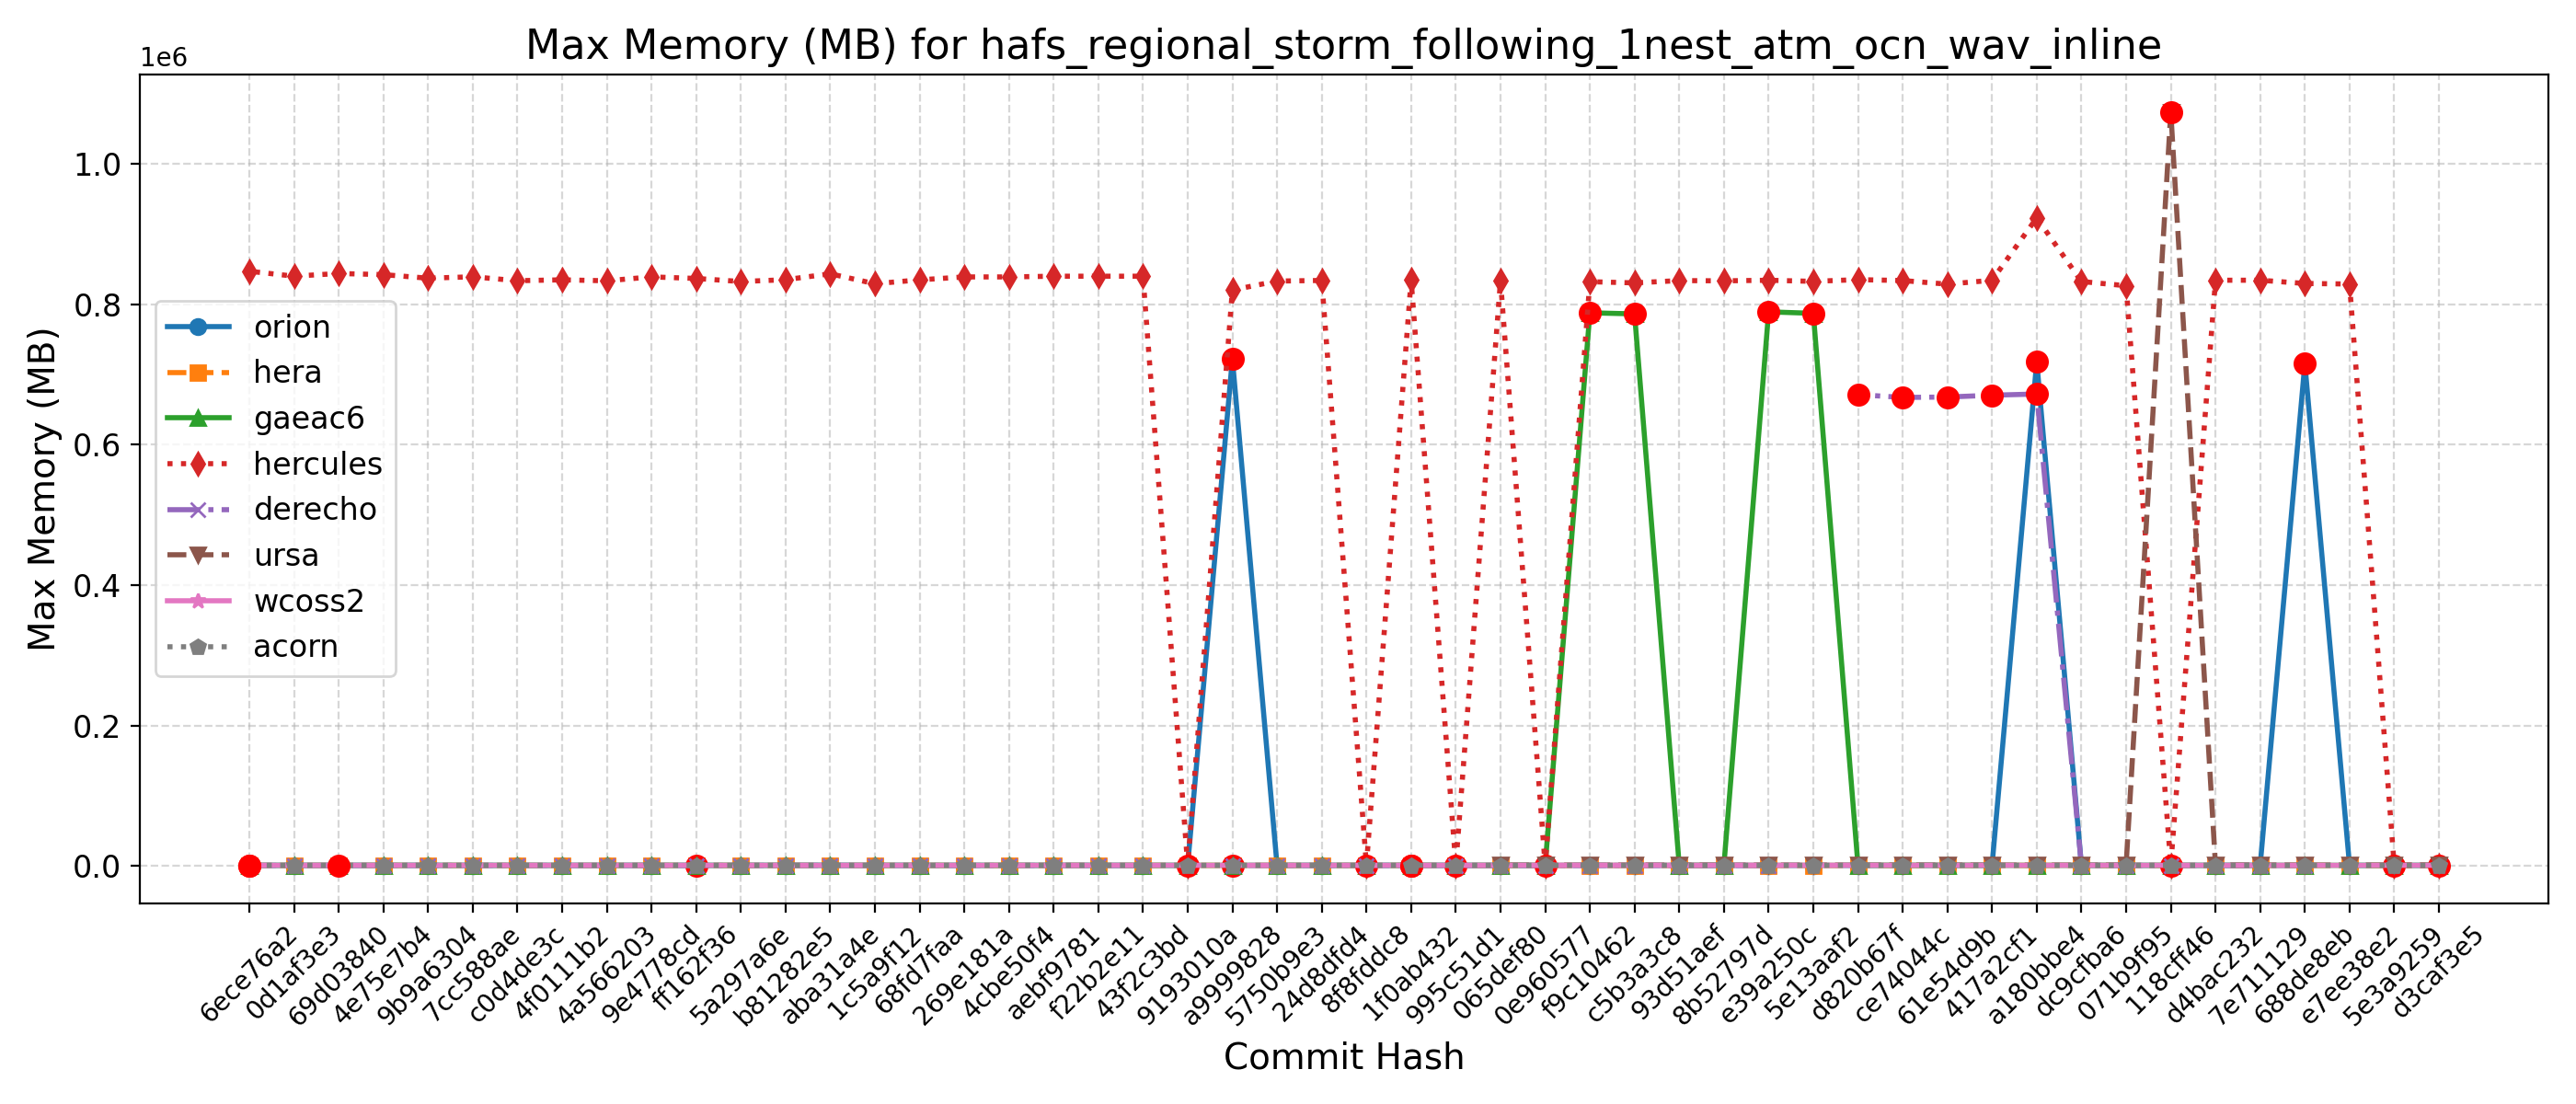 Max Memory (MB) for hafs_regional_storm_following_1nest_atm_ocn_wav_inline
1e6
1.0
0.8
0.6
0.4
0.2
0.0
Max Memory (MB)
orion
hera
gaeac6
hercules
derecho
ursa
wcoss2
acorn
6ece76a2
0d1af3e3
69d03840
4e75e7b4
9b9a6304
7cc588ae
c0d4de3c
4f0111b2
4a566203
9e4778cd
ff162f36
5a297a6e
b81282e5
aba31a4e
1c5a9f12
68fd7faa
269e181a
4cbe50f4
aebf9781
f22b2e11
43f2c3bd
9193010a
a9999828
5750b9e3
24d8dfd4
8f8fddc8
1f0ab432
995c51d1
065def80
0e960577
f9c10462
c5b3a3c8
93d51aef
8b52797d
e39a250c
5e13aaf2
d820b67f
ce74044c
61e54d9b
417a2cf1
a180bbe4
dc9cfba6
071b9f95
118cff46
d4bac232
7e711129
688de8eb
e7ee38e2
5e3a9259
d3caf3e5
Commit Hash